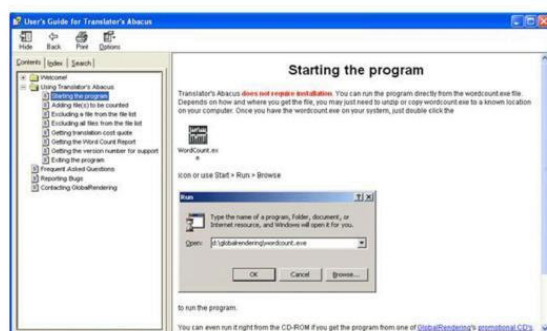 User's Guide for Translator's Abacus
Hide Back Print Options
Contents Index Search
Welcome!
Using Translator's Abacus
Starting the program
Adding file(s) to be counted
Excluding a file from the file list
Excluding all files from the file list
Getting translation cost quote
Getting the Word Count Report
Getting the version number for support
Exiting the program
Frequent Asked Questions
Reporting Bugs
Contacting GlobalRendering
Starting the program
Translator's Abacus does not require installation. You can run the program directly from the wordcount.exe file.
Depends on how and where you get the file, you may just need to unzip or copy wordcount.exe to a known location
on your computer. Once you have the wordcount.exe on your system, just double click the
WordCount.ex
e
icon or use Start > Run > Browse
Run
Type the name of a program, folder, document, or
Internet resource, and Windows will open it for you.
Open: d:\globalrendering\wordcount.exe
OK Cancel Browse...
to run the program.
You can even run it right from the CD-ROM if you get the program from one of GlobalRendering's promotional CD's.